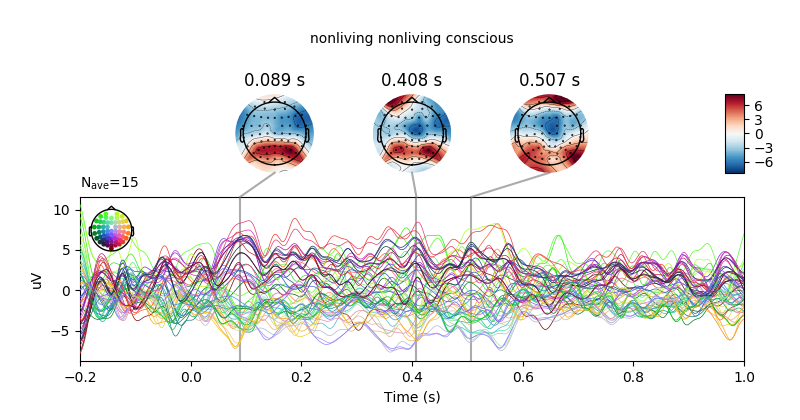 nonliving nonliving conscious
0.089 s 0.408 s 0.507 s
6
3
0
−3
−6
Nave=15
10
5
0
−5
uV
−0.2 0.0 0.2 0.4 0.6 0.8 1.0
Time (s)